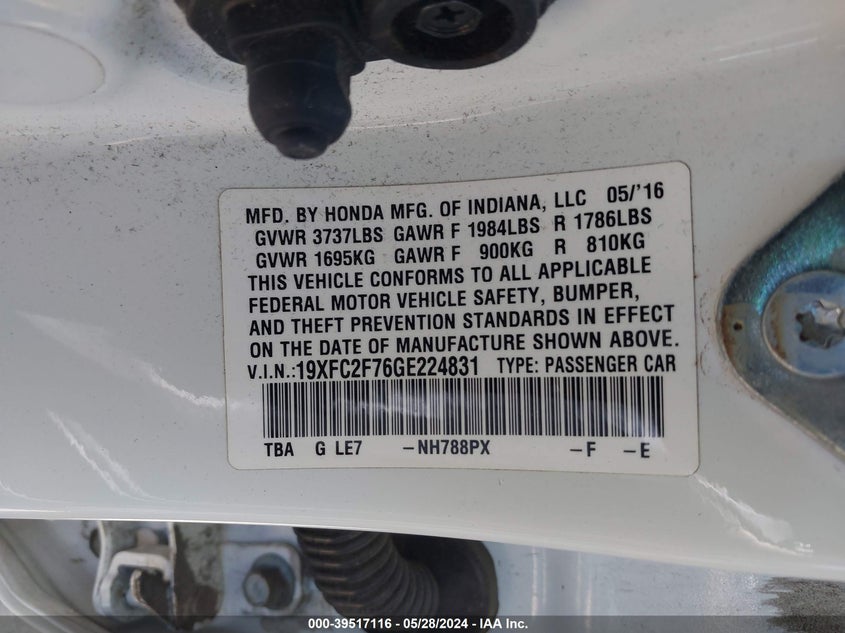 MFD. BY HONDA MFG. OF INDIANA, LLC 05/'16
GVWR 3737LBS GAWR F 1984LBS R 1786LBS
GVWR 1695KG GAWR F 900KG R 810KG
THIS VEHICLE CONFORMS TO ALL APPLICABLE
FEDERAL MOTOR VEHICLE SAFETY, BUMPER,
AND THEFT PREVENTION STANDARDS IN EFFECT
ON THE DATE OF MANUFACTURE SHOWN ABOVE.
V.I.N.:19XFC2F76GE224831 TYPE: PASSENGER CAR
TBA G LE7 –NH788PX –F –E
000-39517116 — 05/28/2024 — IAA Inc.